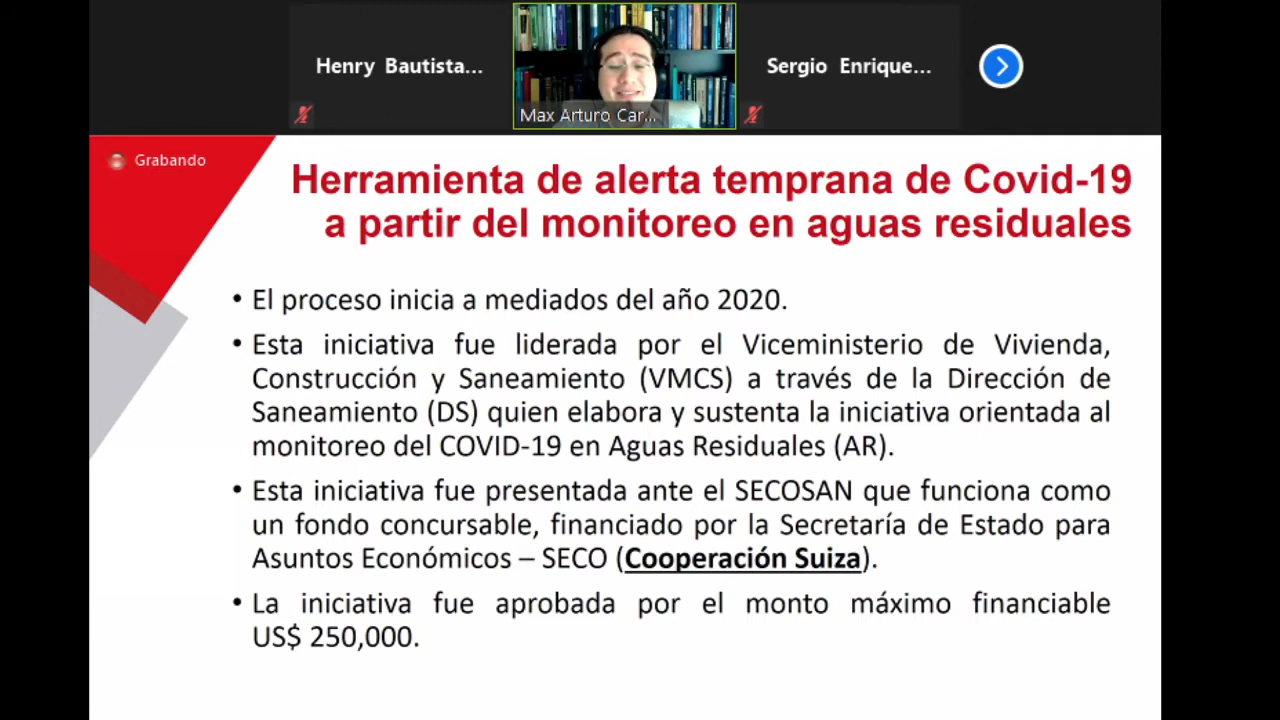 Henry Bautista...
Max Arturo Car...
Sergio Enrique...
Grabando
Herramienta de alerta temprana de Covid-19
a partir del monitoreo en aguas residuales
• El proceso inicia a mediados del año 2020.
• Esta iniciativa fue liderada por el Viceministerio de Vivienda,
Construcción y Saneamiento (VMCS) a través de la Dirección de
Saneamiento (DS) quien elabora y sustenta la iniciativa orientada al
monitoreo del COVID-19 en Aguas Residuales (AR).
• Esta iniciativa fue presentada ante el SECOSAN que funciona como
un fondo concursable, financiado por la Secretaría de Estado para
Asuntos Económicos – SECO (Cooperación Suiza).
• La iniciativa fue aprobada por el monto máximo financiable
US$ 250,000.